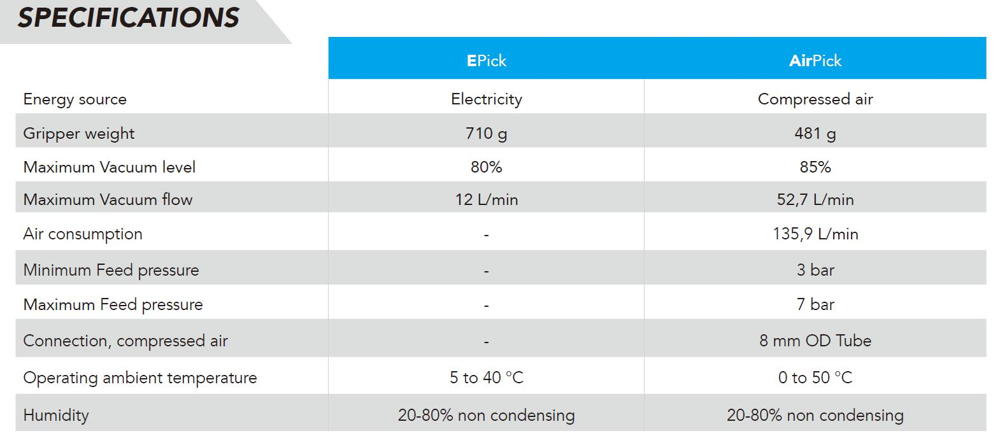 SPECIFICATIONS
EPick AirPick
Energy source Electricity Compressed air
Gripper weight 710 g 481 g
Maximum Vacuum level 80% 85%
Maximum Vacuum flow 12 L/min 52,7 L/min
Air consumption - 135,9 L/min
Minimum Feed pressure - 3 bar
Maximum Feed pressure - 7 bar
Connection, compressed air - 8 mm OD Tube
Operating ambient temperature 5 to 40 °C 0 to 50 °C
Humidity 20-80% non condensing 20-80% non condensing